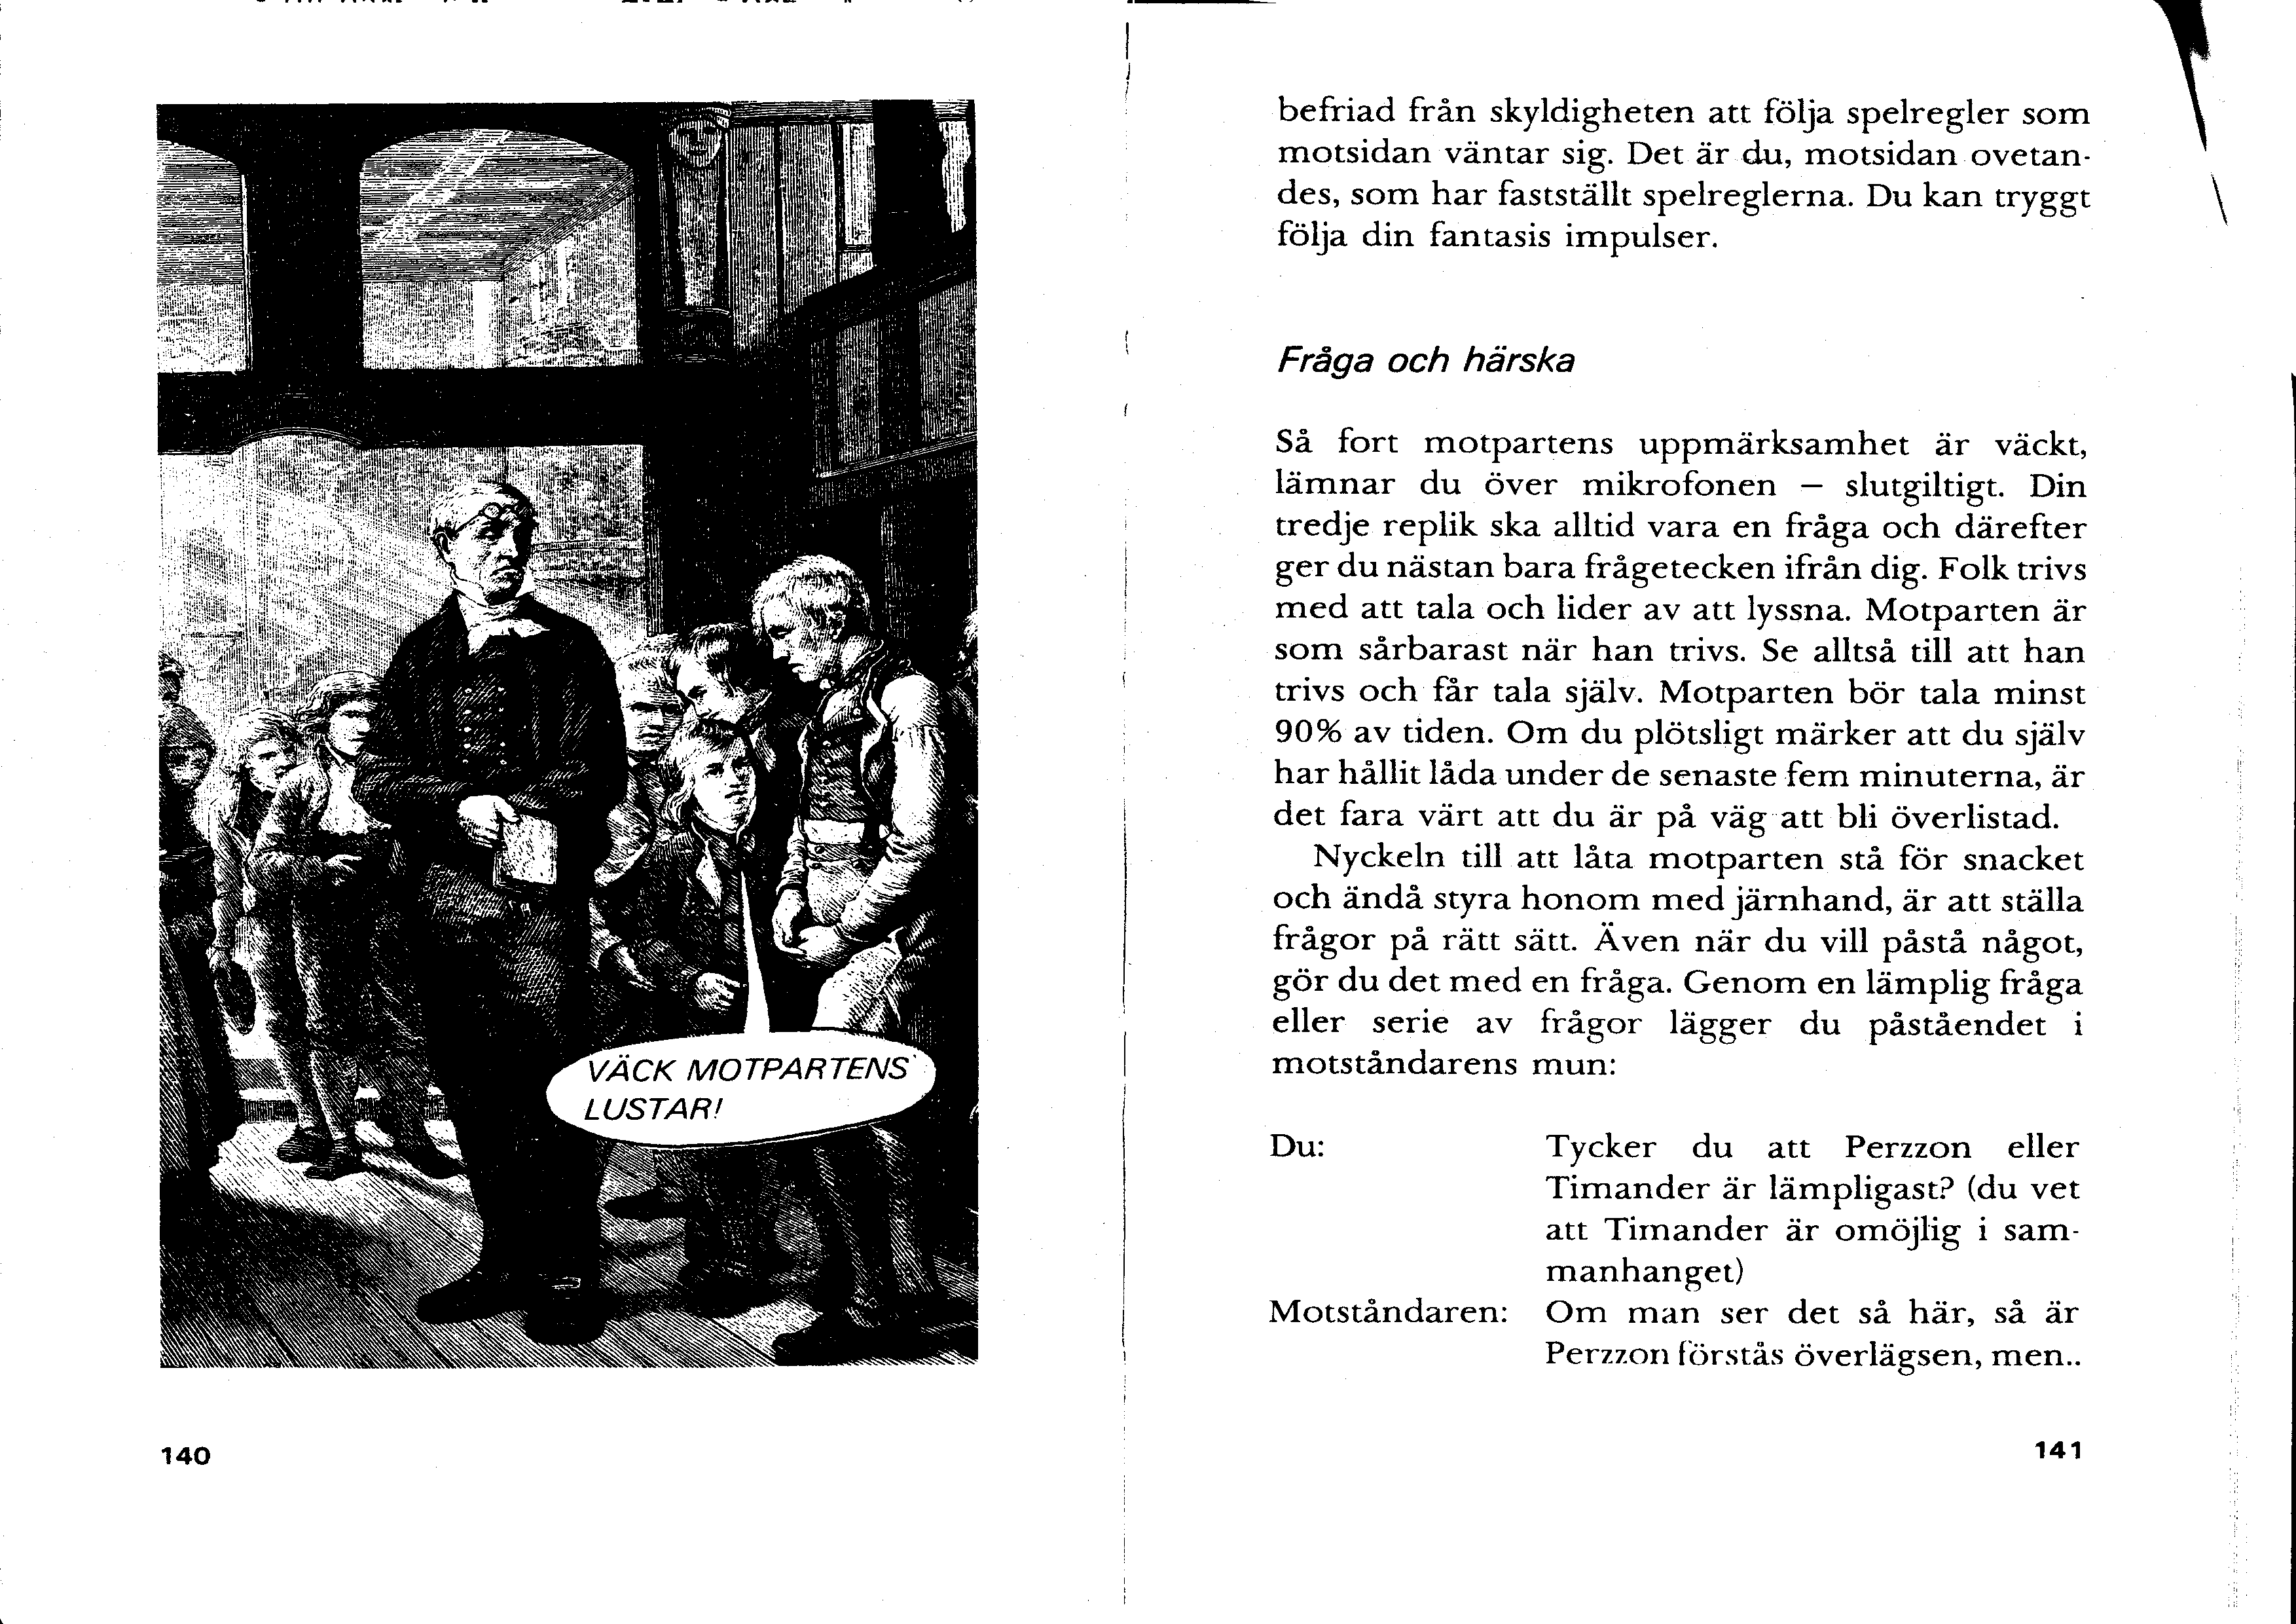 VÄCK MOTPARTENS
LUSTAR!
140
befriad från skyldigheten att följa spelregler som
motsidan väntar sig. Det är du, motsidan ovetan-
des, som har fastställt spelreglerna. Du kan tryggt
följa din fantasis impulser.
Fråga och härska
Så fort motpartens uppmärksamhet är väckt,
lämnar du över mikrofonen – slutgiltigt. Din
tredje replik ska alltid vara en fråga och därefter
ger du nästan bara frågetecken ifrån dig. Folk trivs
med att tala och lider av att lyssna. Motparten är
som sårbarast när han trivs. Se alltså till att han
trivs och får tala själv. Motparten bör tala minst
90% av tiden. Om du plötsligt märker att du själv
har hållit låda under de senaste fem minuterna, är
det fara värt att du är på väg att bli överlistad.
Nyckeln till att låta motparten stå för snacket
och ändå styra honom med järnhand, är att ställa
frågor på rätt sätt. Även när du vill påstå något,
gör du det med en fråga. Genom en lämplig fråga
eller serie av frågor lägger du påståendet i
motståndarens mun:
Du: Tycker du att Perzzon eller
Timander är lämpligast? (du vet
att Timander är omöjlig i sam-
manhanget)
Motståndaren: Om man ser det så här, så är
Perzzon förstås överlägsen, men..
141